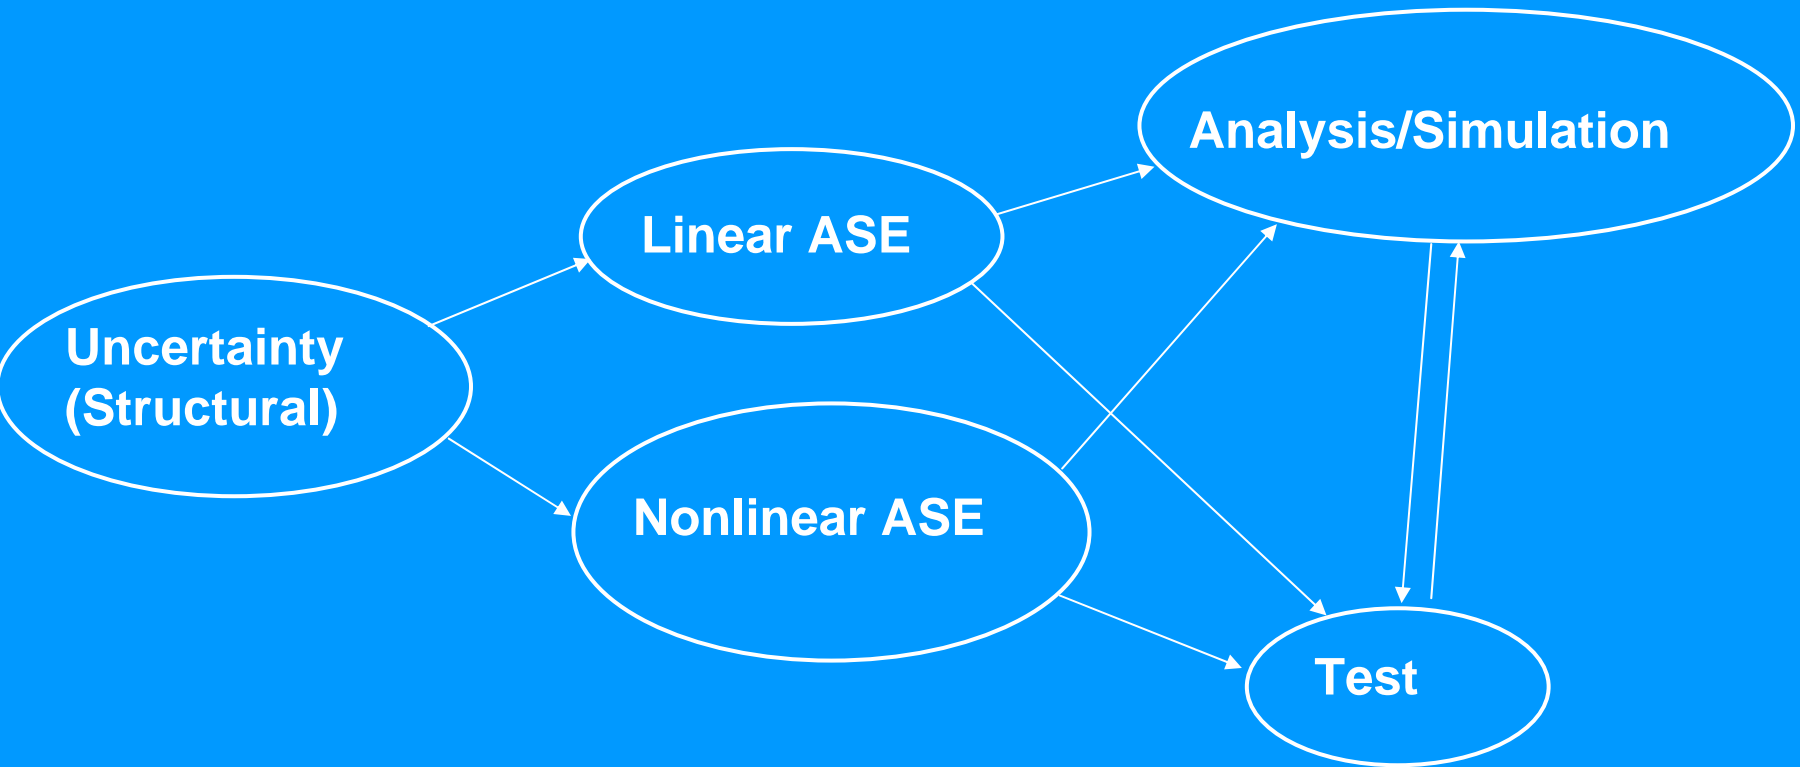 Analysis/Simulation
Linear ASE
Uncertainty
(Structural)
Nonlinear ASE
Test